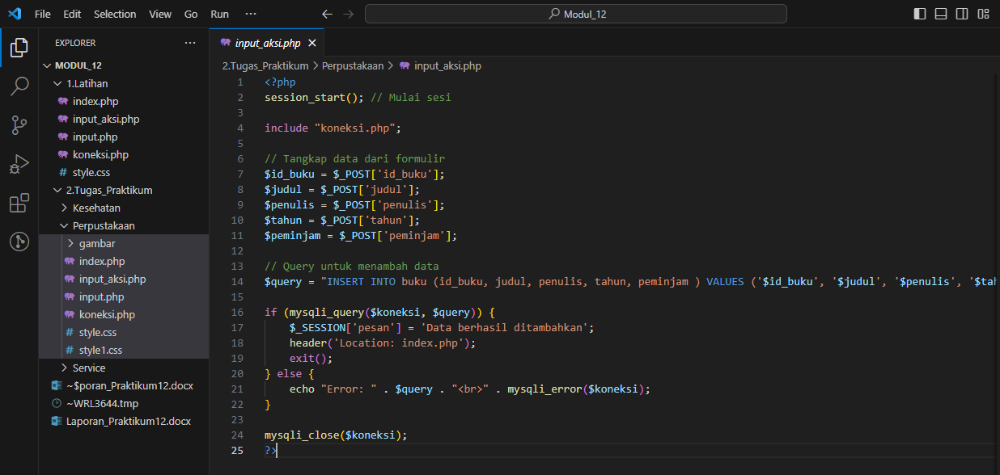 File Edit Selection View Go Run ··· Modul_12
EXPLORER ···
MODUL_12
1.Latihan
index.php
input_aksi.php
input.php
koneksi.php
# style.css
2.Tugas_Praktikum
Kesehatan
Perpustakaan
gambar
index.php
input_aksi.php
input.php
koneksi.php
# style.css
# style1.css
Service
~$poran_Praktikum12.docx
~WRL3644.tmp
Laporan_Praktikum12.docx
input_aksi.php
2.Tugas_Praktikum > Perpustakaan > input_aksi.php
1 <?php
2 session_start(); // Mulai sesi
3
4 include "koneksi.php";
5
6 // Tangkap data dari formulir
7 $id_buku = $_POST['id_buku'];
8 $judul = $_POST['judul'];
9 $penulis = $_POST['penulis'];
10 $tahun = $_POST['tahun'];
11 $peminjam = $_POST['peminjam'];
12
13 // Query untuk menambah data
14 $query = "INSERT INTO buku (id_buku, judul, penulis, tahun, peminjam ) VALUES ('$id_buku', '$judul', '$penulis', '$tah
15
16 if (mysqli_query($koneksi, $query)) {
17 $_SESSION['pesan'] = 'Data berhasil ditambahkan';
18 header('Location: index.php');
19 exit();
20 } else {
21 echo "Error: " . $query . "<br>" . mysqli_error($koneksi);
22 }
23
24 mysqli_close($koneksi);
25 ?>